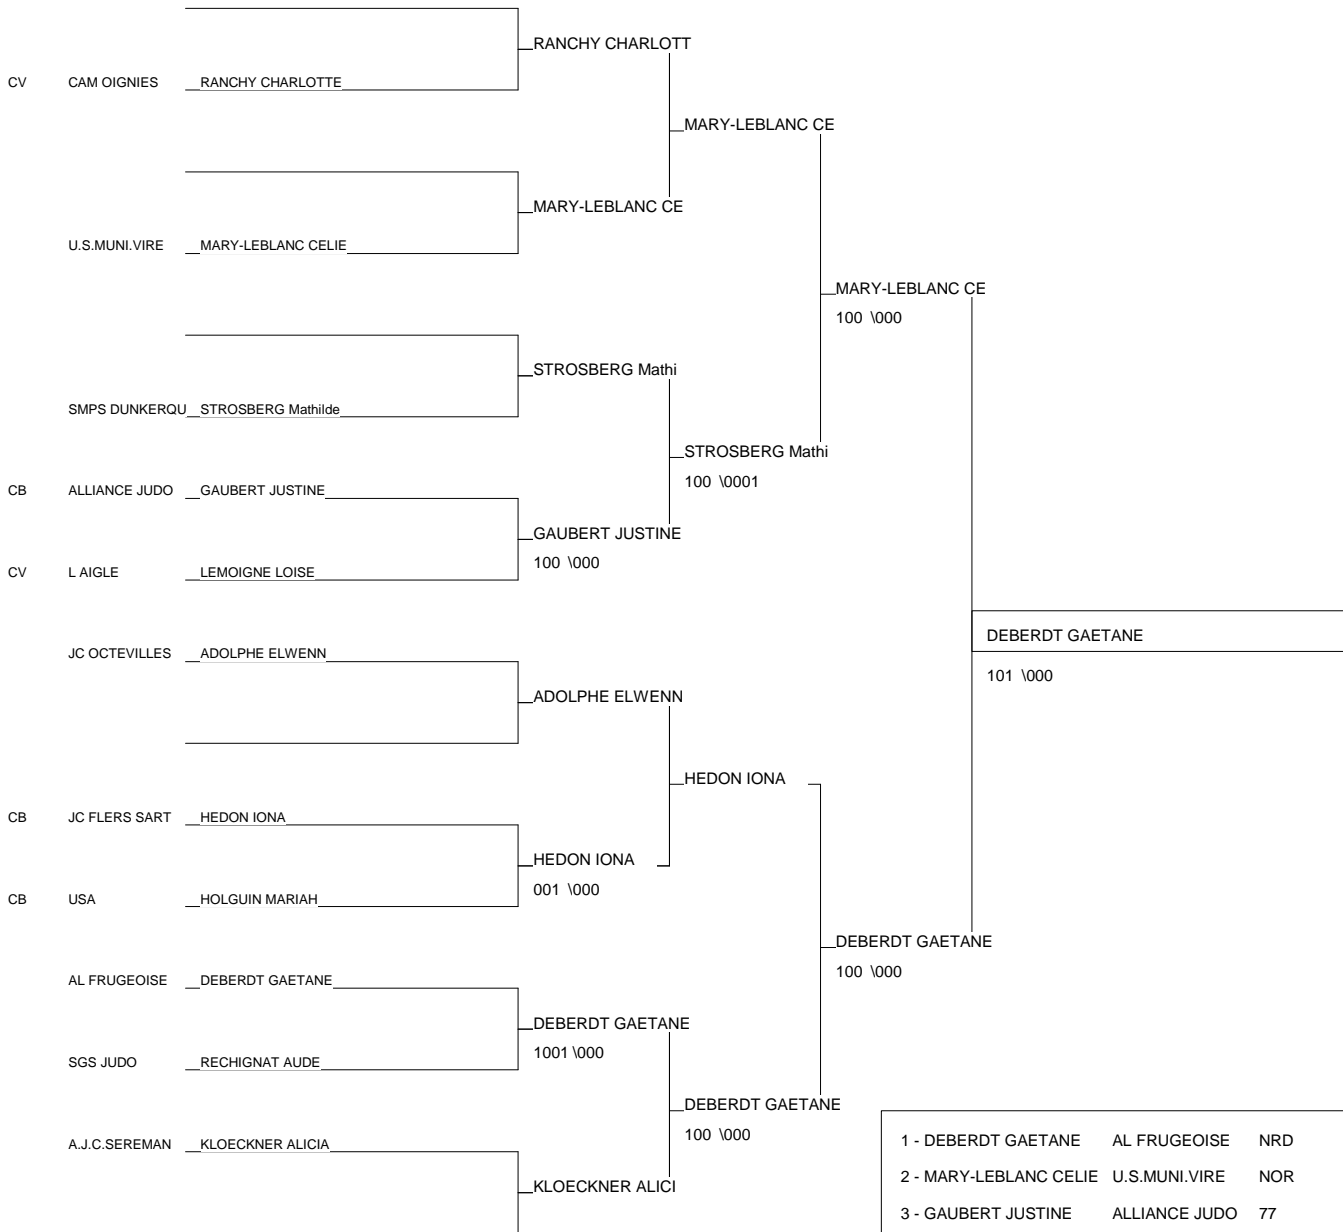 RANCHY CHARLOTT
CV CAM OIGNIES RANCHY CHARLOTTE
MARY-LEBLANC CE
MARY-LEBLANC CE
U.S.MUNI.VIRE MARY-LEBLANC CELIE
MARY-LEBLANC CE
100 \000
STROSBERG Mathi
SMPS DUNKERQU STROSBERG Mathilde
STROSBERG Mathi
100 \0001
CB ALLIANCE JUDO GAUBERT JUSTINE
GAUBERT JUSTINE
100 \000
CV L AIGLE LEMOIGNE LOISE
DEBERDT GAETANE
101 \000
JC OCTEVILLES ADOLPHE ELWENN
ADOLPHE ELWENN
HEDON IONA
CB JC FLERS SART HEDON IONA
HEDON IONA
001 \000
CB USA HOLGUIN MARIAH
DEBERDT GAETANE
100 \000
AL FRUGEOISE DEBERDT GAETANE
DEBERDT GAETANE
1001 \000
SGS JUDO RECHIGNAT AUDE
DEBERDT GAETANE
100 \000
A.J.C.SEREMAN KLOECKNER ALICIA
KLOECKNER ALICI
1 - DEBERDT GAETANE AL FRUGEOISE NRD
2 - MARY-LEBLANC CELIE U.S.MUNI.VIRE NOR
3 - GAUBERT JUSTINE ALLIANCE JUDO 77